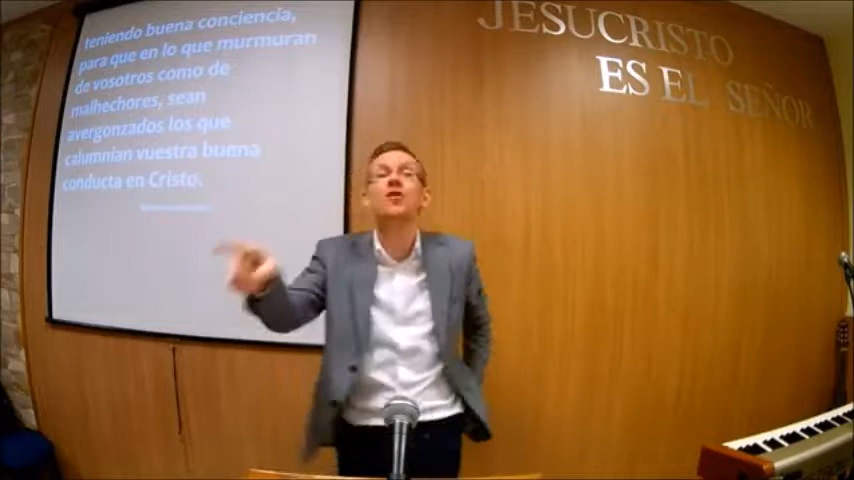 teniendo buena conciencia,
para que en lo que murmuran
de vosotros como de
malhechores, sean
avergonzados los que
calumnian vuestra buena
conducta en Cristo.
JESUCRISTO
ES EL SEÑOR